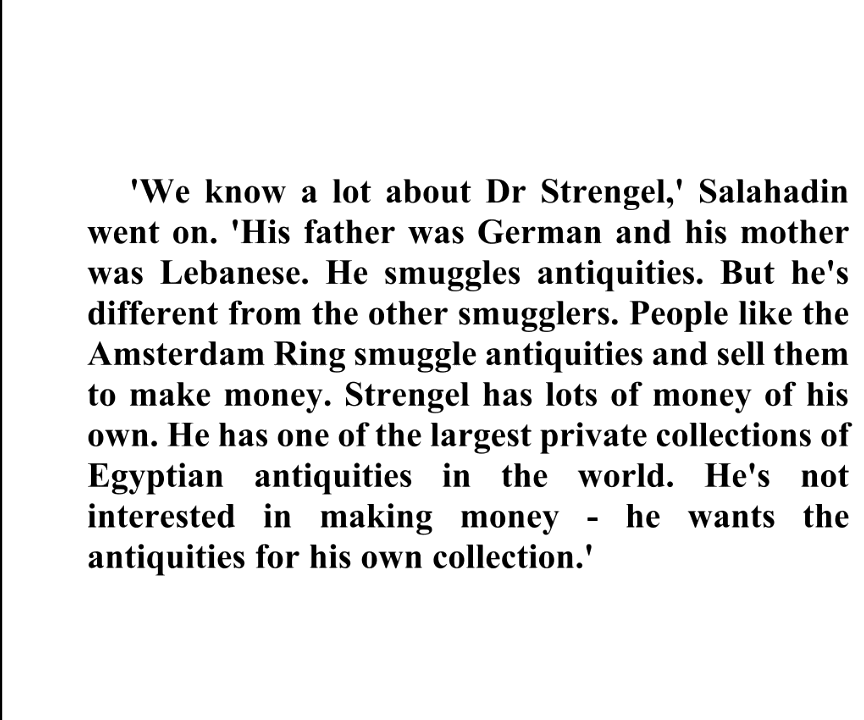 'We know a lot about Dr Strengel,' Salahadin
went on. 'His father was German and his mother
was Lebanese. He smuggles antiquities. But he's
different from the other smugglers. People like the
Amsterdam Ring smuggle antiquities and sell them
to make money. Strengel has lots of money of his
own. He has one of the largest private collections of
Egyptian antiquities in the world. He's not
interested in making money - he wants the
antiquities for his own collection.'